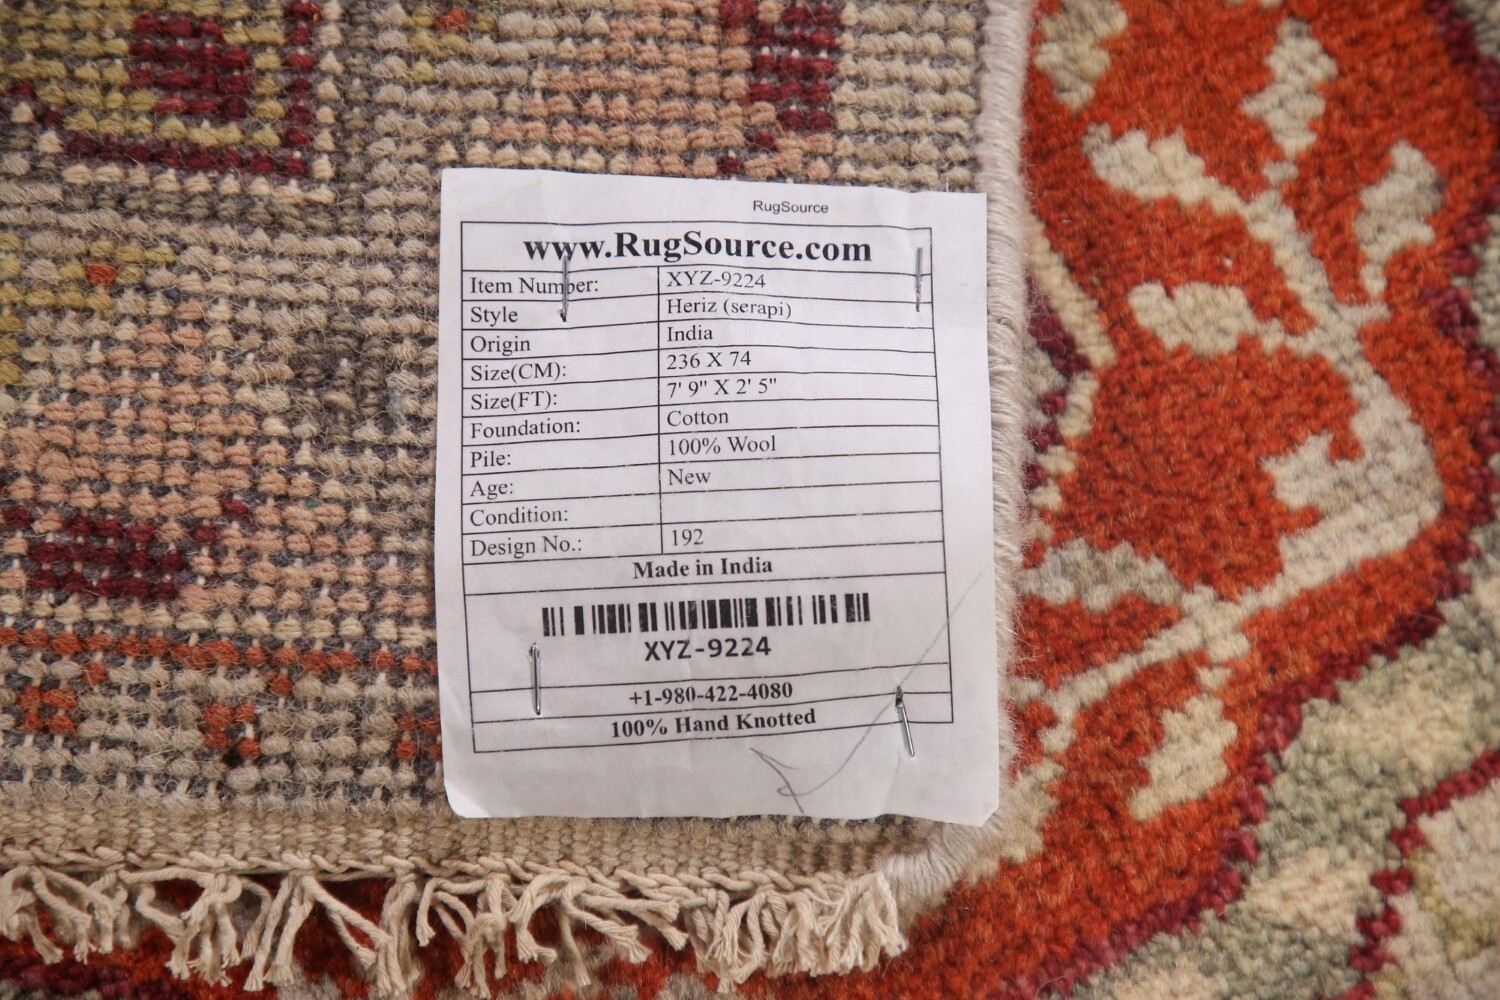 RugSource
www.RugSource.com
Item Number: XYZ-9224
Style Heriz (serapi)
Origin India
Size(CM): 236 X 74
Size(FT): 7' 9" X 2' 5"
Foundation: Cotton
Pile: 100% Wool
Age: New
Condition:
Design No.: 192
Made in India
XYZ-9224
+1-980-422-4080
100% Hand Knotted